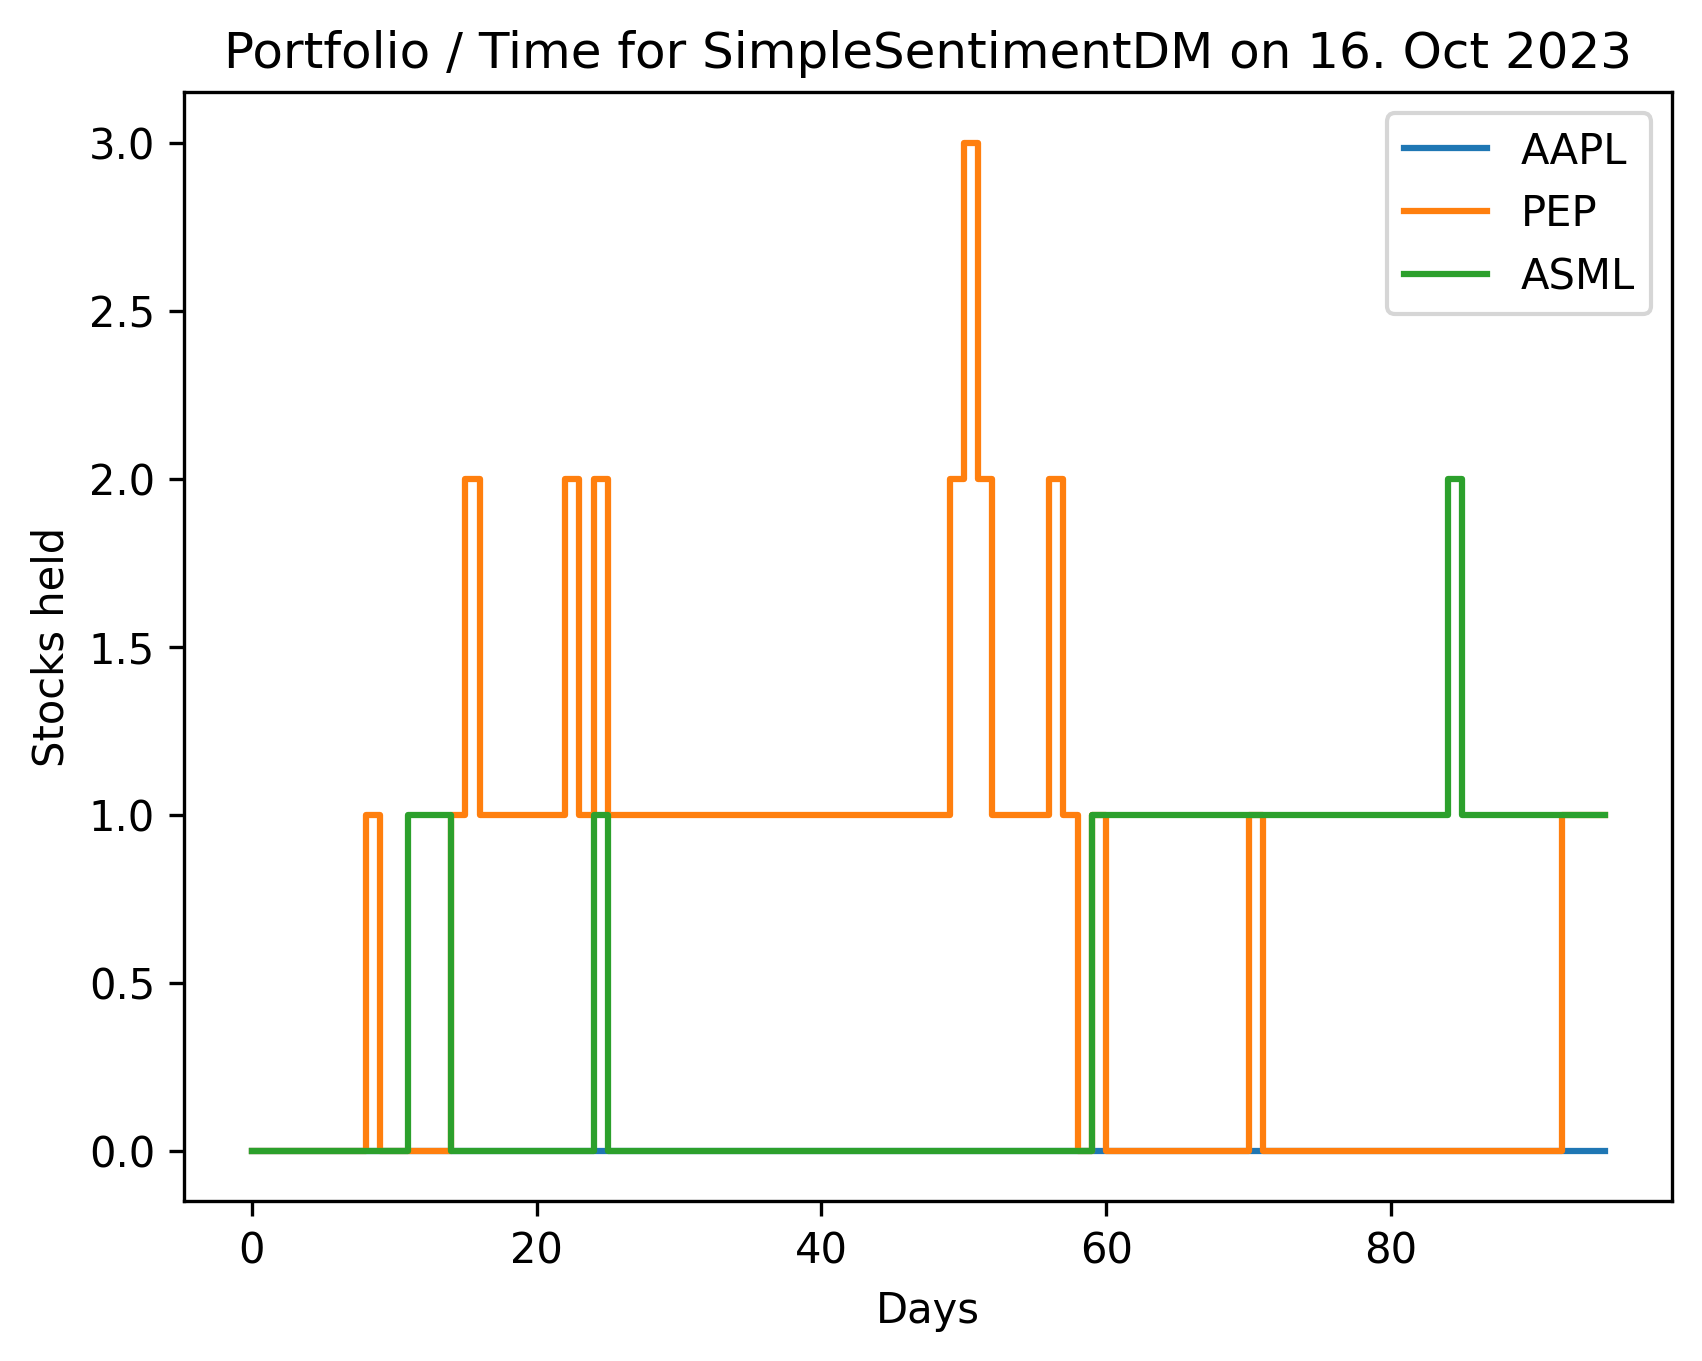 Portfolio / Time for SimpleSentimentDM on 16. Oct 2023
AAPL
PEP
ASML
3.0
2.5
2.0
1.5
1.0
0.5
0.0
Stocks held
0 20 40 60 80
Days